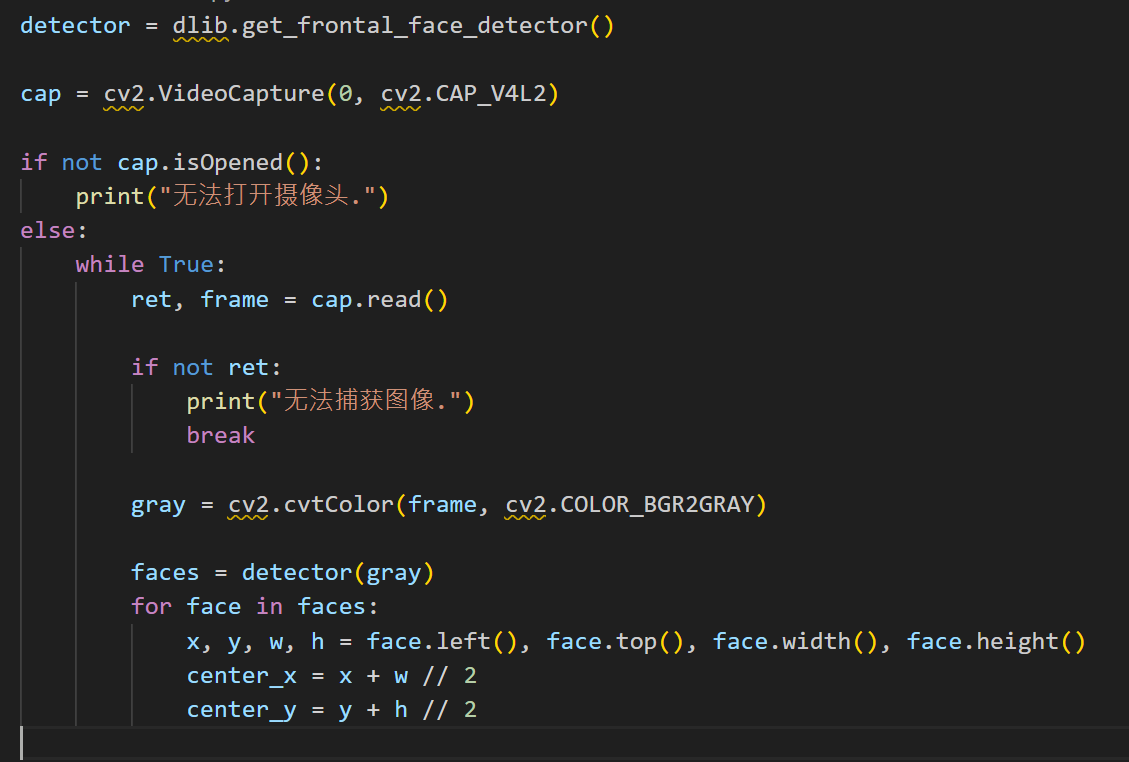 detector = dlib.get_frontal_face_detector()
cap = cv2.VideoCapture(0, cv2.CAP_V4L2)
if not cap.isOpened():
    print("无法打开摄像头.")
else:
    while True:
        ret, frame = cap.read()
        if not ret:
            print("无法捕获图像.")
            break
        gray = cv2.cvtColor(frame, cv2.COLOR_BGR2GRAY)
        faces = detector(gray)
        for face in faces:
            x, y, w, h = face.left(), face.top(), face.width(), face.height()
            center_x = x + w // 2
            center_y = y + h // 2